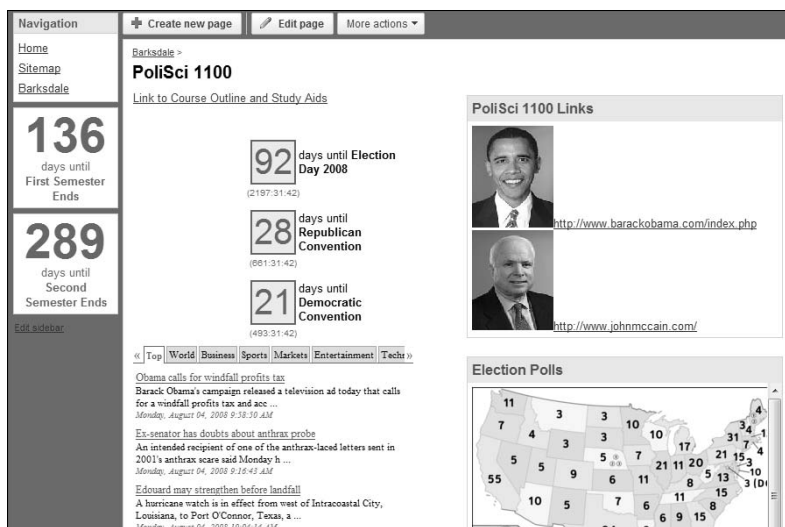 Navigation
Home
Sitemap
Barksdale
136
days until
First Semester
Ends
289
days until
Second
Semester Ends
Edit sidebar
Create new page
Edit page
More actions
Barksdale >
PoliSci 1100
Link to Course Outline and Study Aids
92 days until Election
Day 2008
(2197:31:42)
28 days until
Republican
Convention
(661:31:42)
21 days until
Democratic
Convention
(493:31:42)
« Top World Business Sports Markets Entertainment »
Obama calls for windfall profits tax
Barack Obama's campaign released a television ad today that calls
for a windfall profits tax and acc ...
Monday, August 04, 2008 9:58:50 AM
Ex-senator has doubts about anthrax probe
An intended recipient of one of the anthrax-laced letters sent in
2001's anthrax scare said Monday h ...
Monday, August 04, 2008 9:16:43 AM
Edouard may strengthen before landfall
A hurricane watch is in effect from west of Intracoastal City,
Louisiana, to Port O'Connor, Texas, a ...
Monday, August 04, 2008
PoliSci 1100 Links
http://www.barackobama.com/index.php
http://www.johnmccain.com/
Election Polls
11
3 3 4
7 4 10 10 3 4
3 3 17 31 7 4
5 5 9 5 7 21 11 20 21 15 3
55 6 11 8 5 13 10
10 5 7 11 15 3
6 6 9 15 8